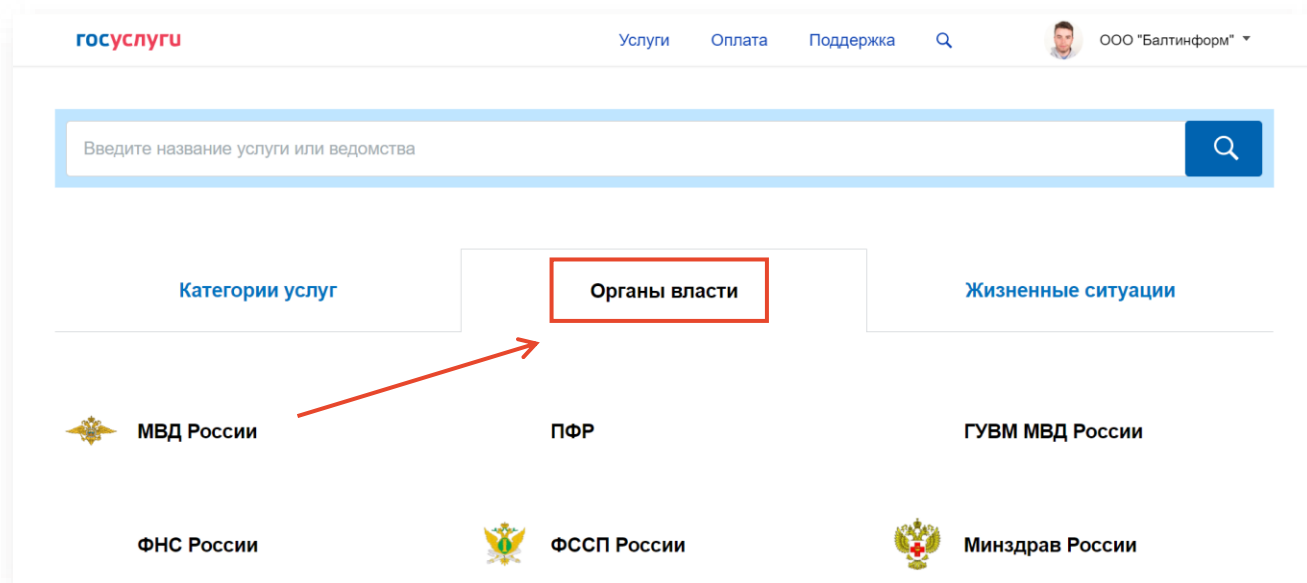 госуслуги
Услуги Оплата Поддержка ООО "Балтинформ"
Введите название услуги или ведомства
Категории услуг Органы власти Жизненные ситуации
МВД России ПФР ГУВМ МВД России
ФНС России ФССП России Минздрав России